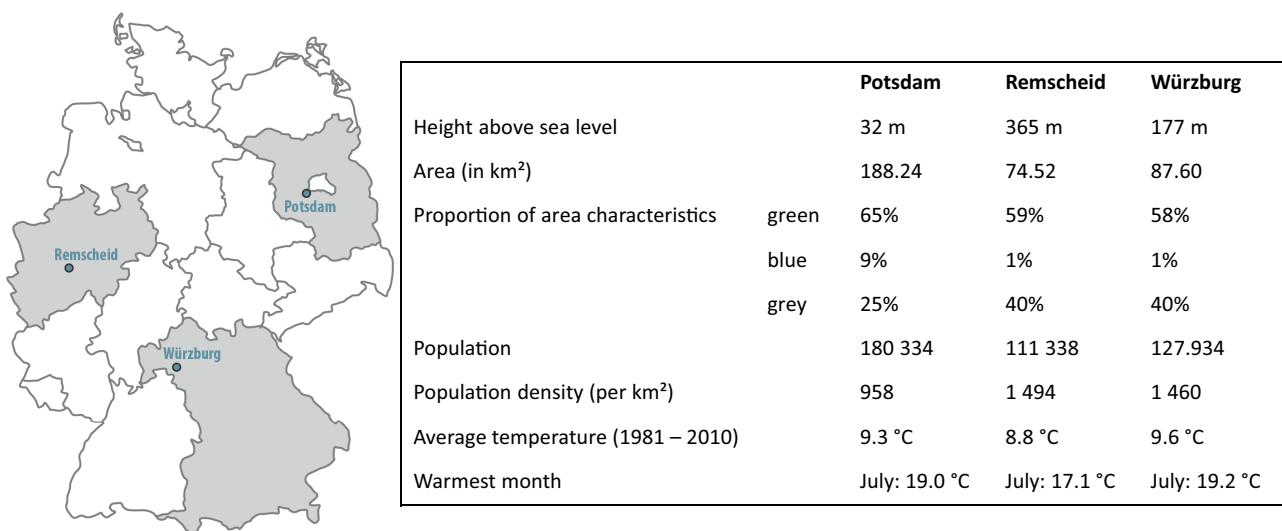 Potsdam
Remscheid
Würzburg
Potsdam Remscheid Würzburg
Height above sea level 32 m 365 m 177 m
Area (in km²) 188.24 74.52 87.60
Proportion of area characteristics green 65% 59% 58%
blue 9% 1% 1%
grey 25% 40% 40%
Population 180 334 111 338 127.934
Population density (per km²) 958 1 494 1 460
Average temperature (1981 – 2010) 9.3 °C 8.8 °C 9.6 °C
Warmest month July: 19.0 °C July: 17.1 °C July: 19.2 °C